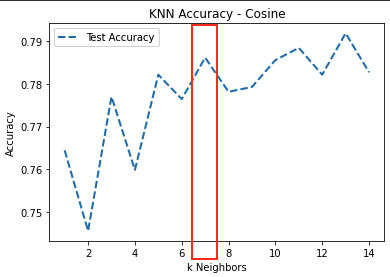 KNN Accuracy - Cosine
Test Accuracy
0.79
0.78
0.77
0.76
0.75
Accuracy
2 4 6 8 10 12 14
k Neighbors